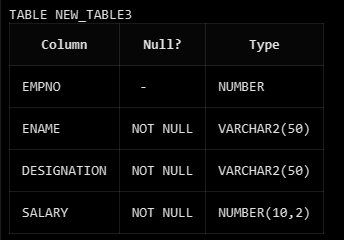 TABLE NEW_TABLE3
Column Null? Type
EMPNO - NUMBER
ENAME NOT NULL VARCHAR2(50)
DESIGNATION NOT NULL VARCHAR2(50)
SALARY NOT NULL NUMBER(10,2)